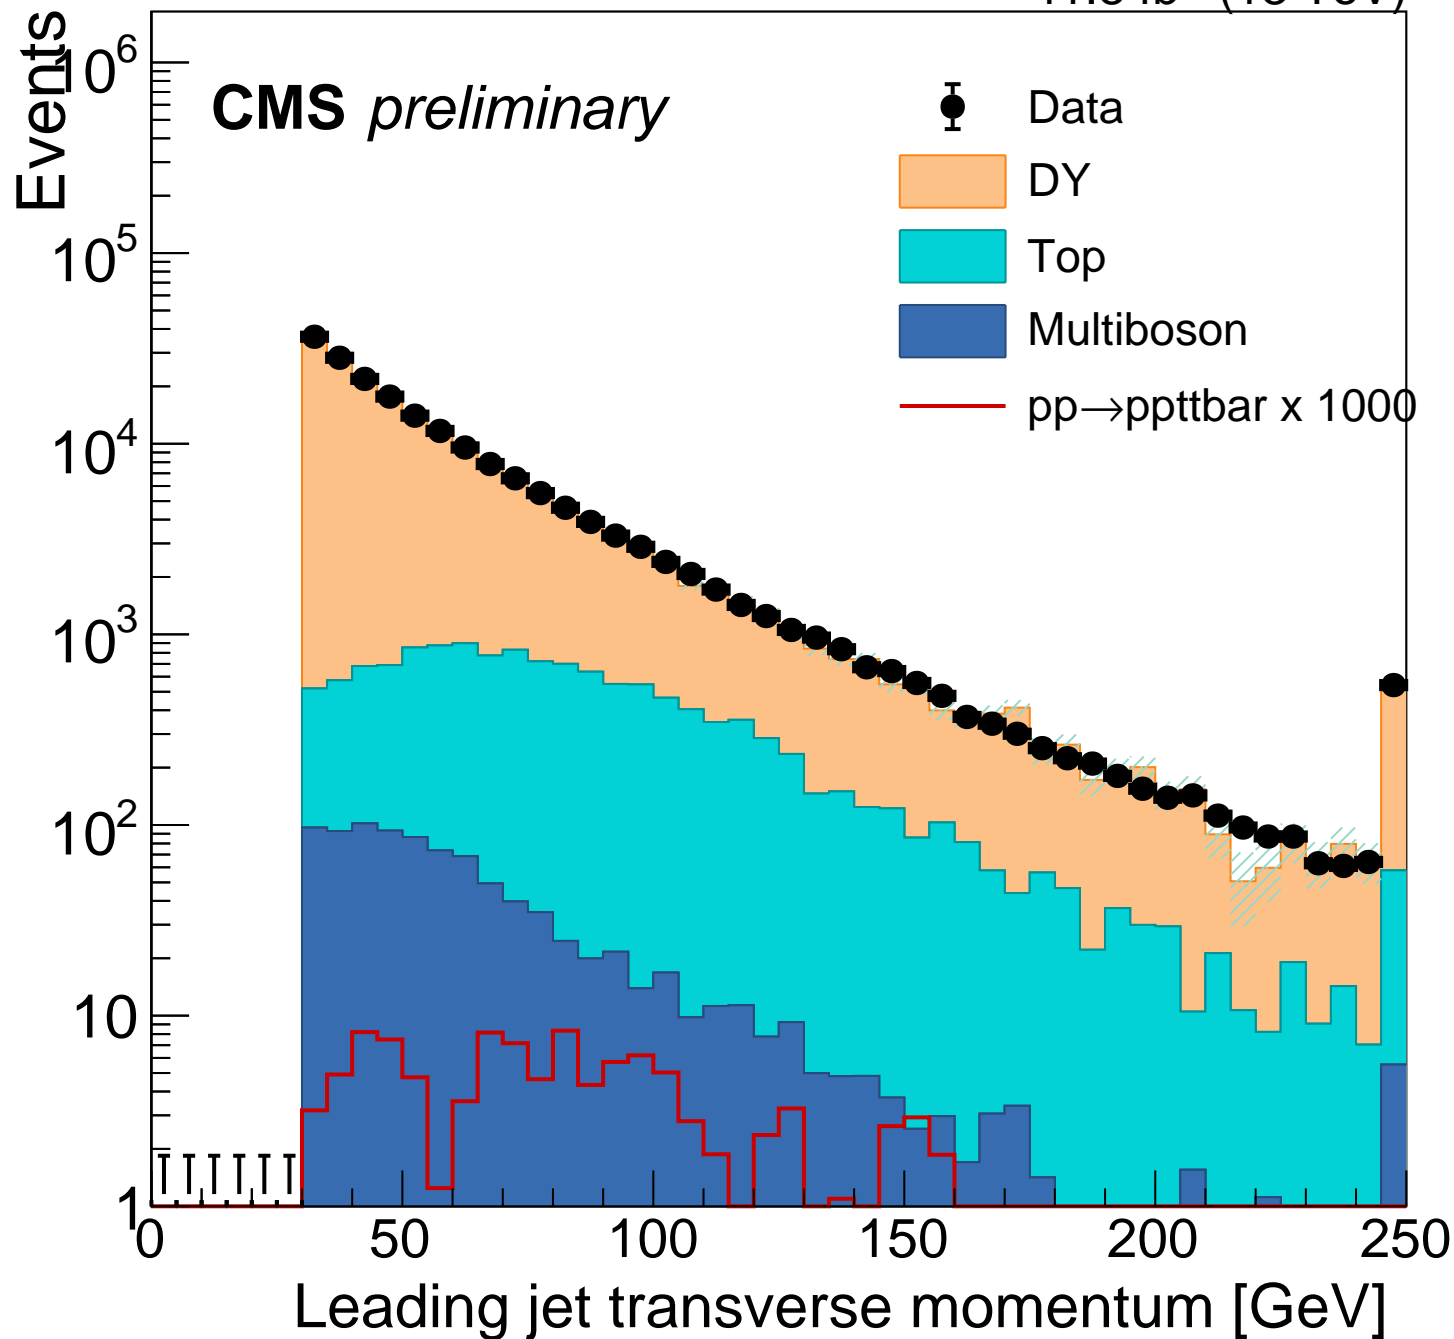 Events
CMS preliminary
Data
DY
Top
Multiboson
pp→ppttbar x 1000
10^6
10^5
10^4
10^3
10^2
10
1
0 50 100 150 200 250
Leading jet transverse momentum [GeV]